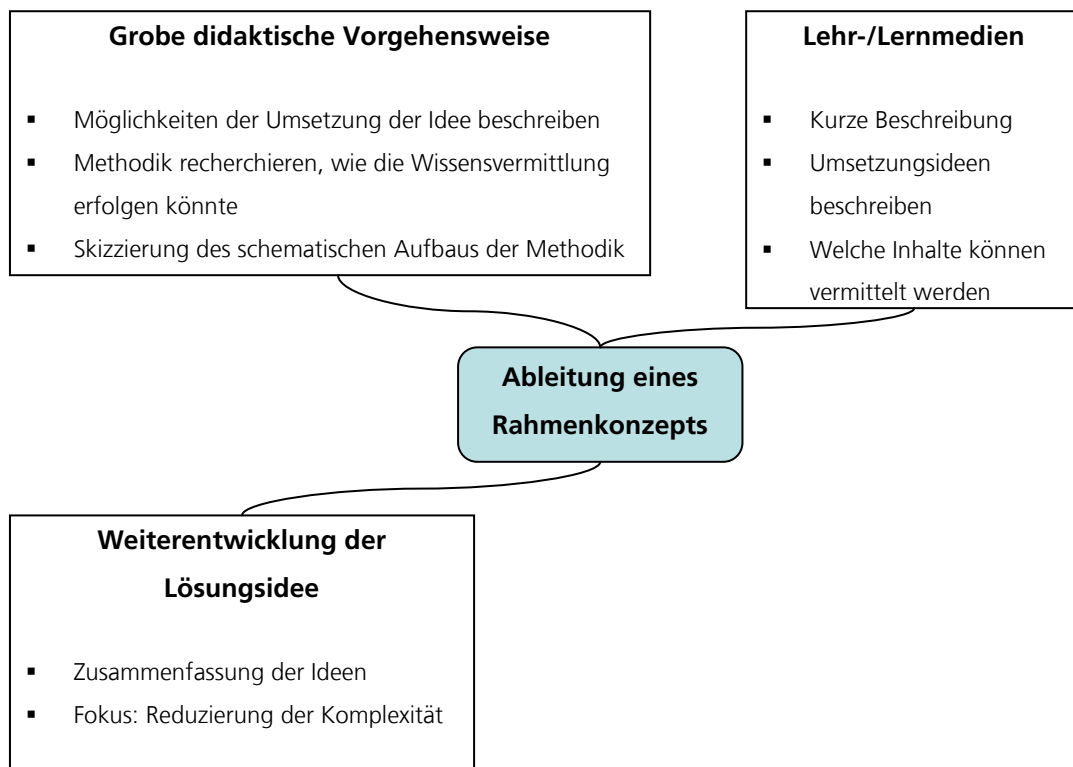 Grobe didaktische Vorgehensweise
▪ Möglichkeiten der Umsetzung der Idee beschreiben
▪ Methodik recherchieren, wie die Wissensvermittlung
erfolgen könnte
▪ Skizzierung des schematischen Aufbaus der Methodik
Lehr-/Lernmedien
▪ Kurze Beschreibung
▪ Umsetzungsideen
beschreiben
▪ Welche Inhalte können
vermittelt werden
Ableitung eines
Rahmenkonzepts
Weiterentwicklung der
Lösungsidee
▪ Zusammenfassung der Ideen
▪ Fokus: Reduzierung der Komplexität